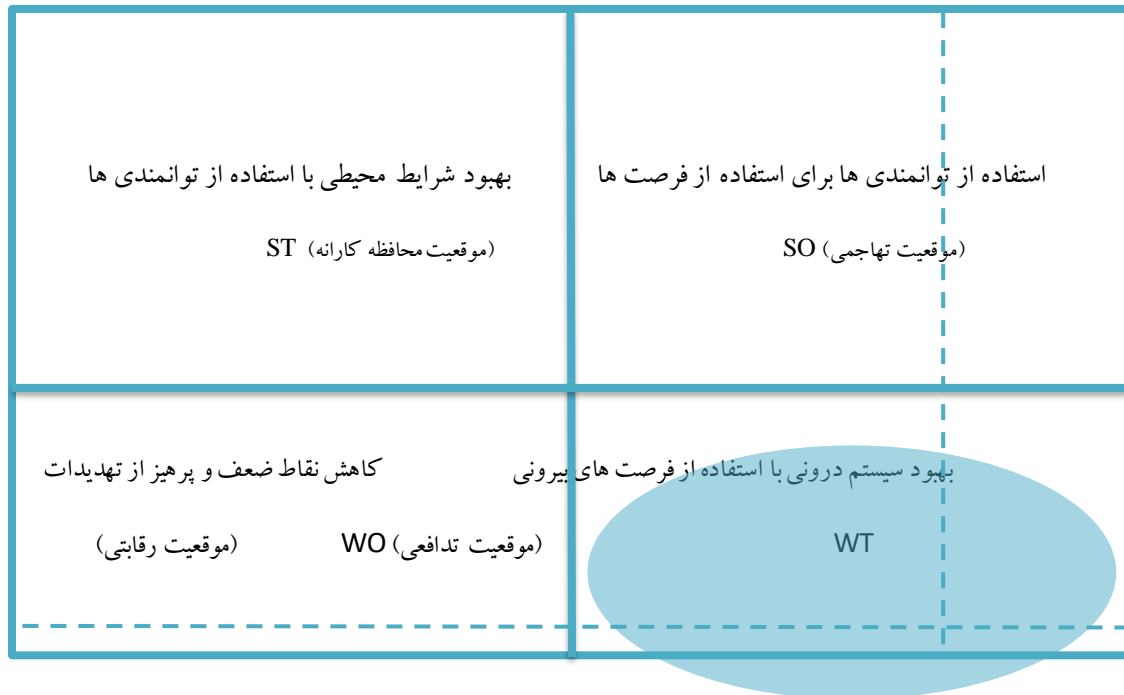 استفاده از توانمندی ها برای استفاده از فرصت ها
(موقعیت تهاجمی) SO
بهبود شرایط محیطی با استفاده از توانمندی ها
(موقعیت محافظه کارانه) ST
بهبود سیستم درونی با استفاده از فرصت های بیرونی
کاهش نقاط ضعف و پرهیز از تهدیدات
WT
(موقعیت تدافعی) WO
(موقعیت رقابتی)